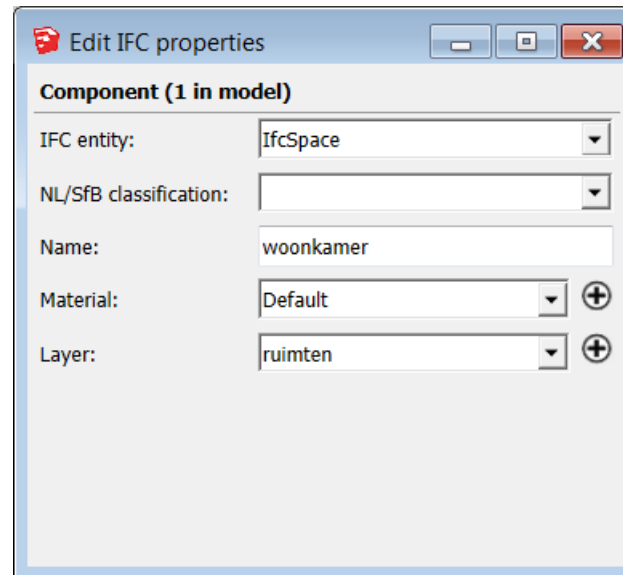 Edit IFC properties
Component (1 in model)
IFC entity: IfcSpace
NL/SfB classification:
Name: woonkamer
Material: Default
Layer: ruimten